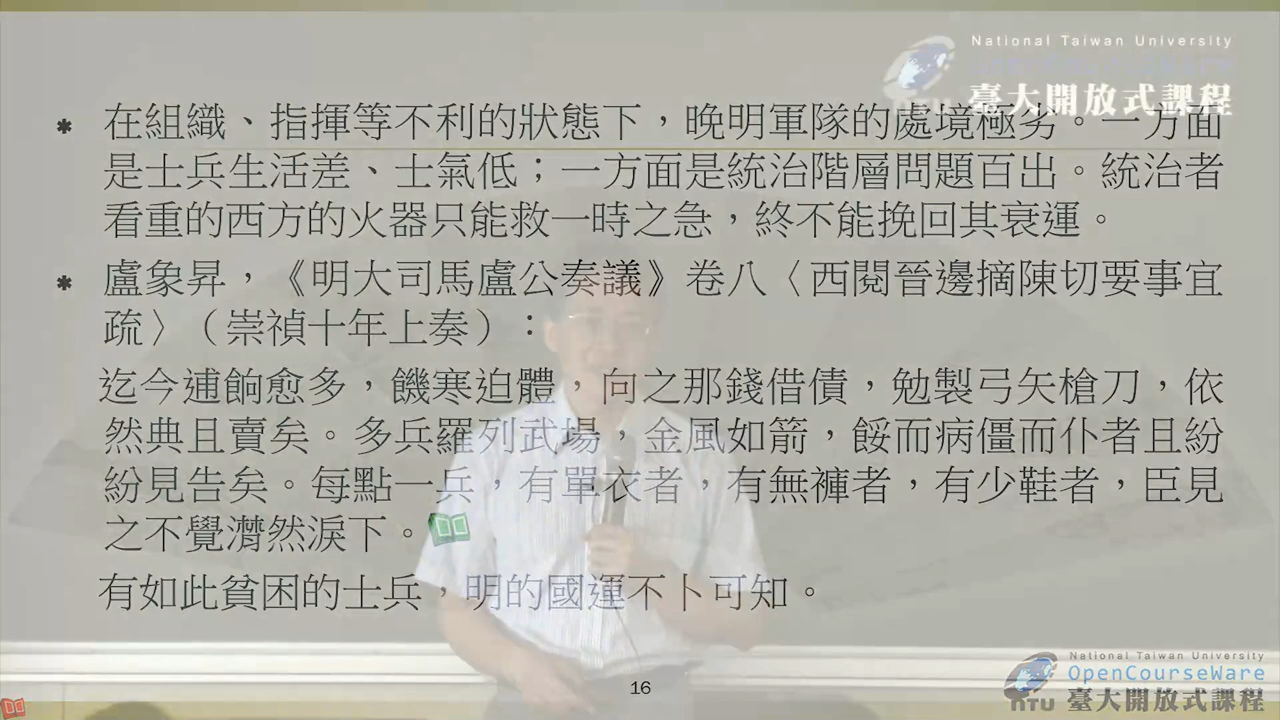 National Taiwan University
臺大開放式課程
* 在組織、指揮等不利的狀態下，晚明軍隊的處境極劣。一方面
是士兵生活差、士氣低；一方面是統治階層問題百出。統治者
看重的西方的火器只能救一時之急，終不能挽回其衰運。
* 盧象昇，《明大司馬盧公奏議》卷八〈西閱晉邊摘陳切要事宜
疏〉（崇禎十年上奏）：
迄今逋餉愈多，饑寒迫體，向之那錢借債，勉製弓矢槍刀，依
然典且賣矣。多兵羅列武場，金風如箭，餒而病僵而仆者且紛
紛見告矣。每點一兵，有單衣者，有無褲者，有少鞋者，臣見
之不覺潸然淚下。
有如此貧困的士兵，明的國運不卜可知。
16
National Taiwan University
OpenCourseWare
NTU 臺大開放式課程